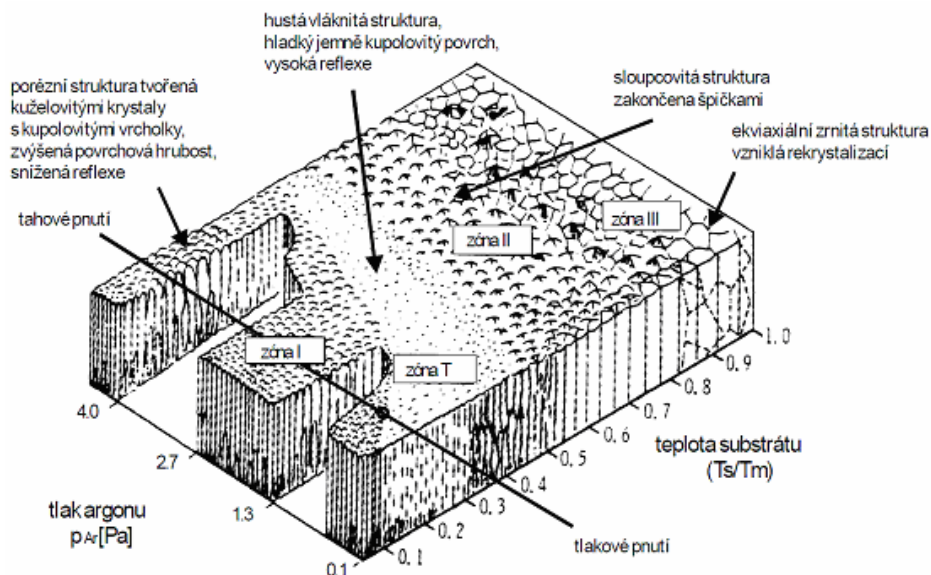 hustá vláknitá struktura,
hladký jemně kupolovitý povrch,
vysoká reflexe
porézní struktura tvořená
kuželovitými krystaly
s kupolovitými vrcholky,
zvýšená povrchová hrubost,
snížená reflexe
sloupcovitá struktura
zakončena špičkami
ekviaxiální zrnitá struktura
vzniklá rekrystalizací
tahové pnutí
zóna III
zóna II
zóna I
zóna T
4.0
2.7
1.3
0.1
tlak argonu
p Ar[Pa]
0.1
0.2
0.3
0.4
0.5
0.6
0.7
0.8
0.9
1.0
teplota substrátu
(Ts/Tm)
tlakové pnutí